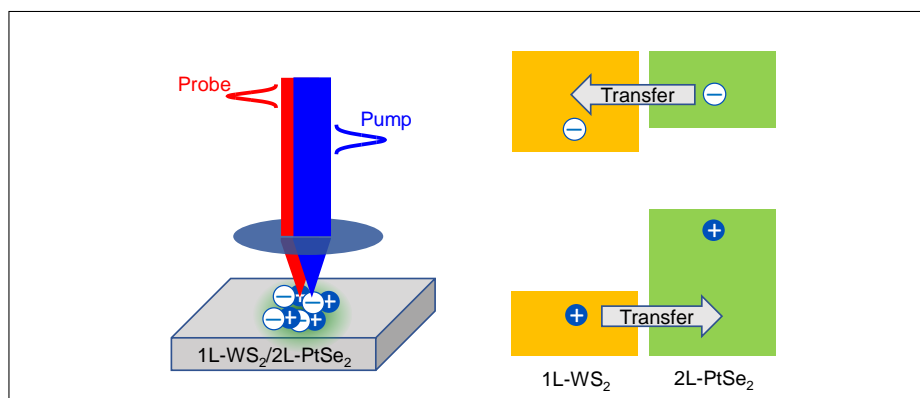 Probe
Pump
1L-WS₂/2L-PtSe₂
Transfer
Transfer
1L-WS₂
2L-PtSe₂